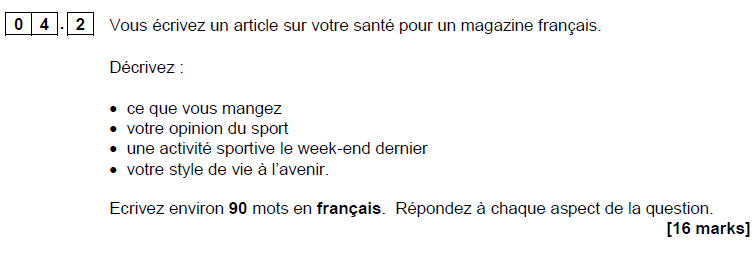 04.2 Vous écrivez un article sur votre santé pour un magazine français.
Décrivez :
• ce que vous mangez
• votre opinion du sport
• une activité sportive le week-end dernier
• votre style de vie à l’avenir.
Ecrivez environ 90 mots en français. Répondez à chaque aspect de la question.
[16 marks]